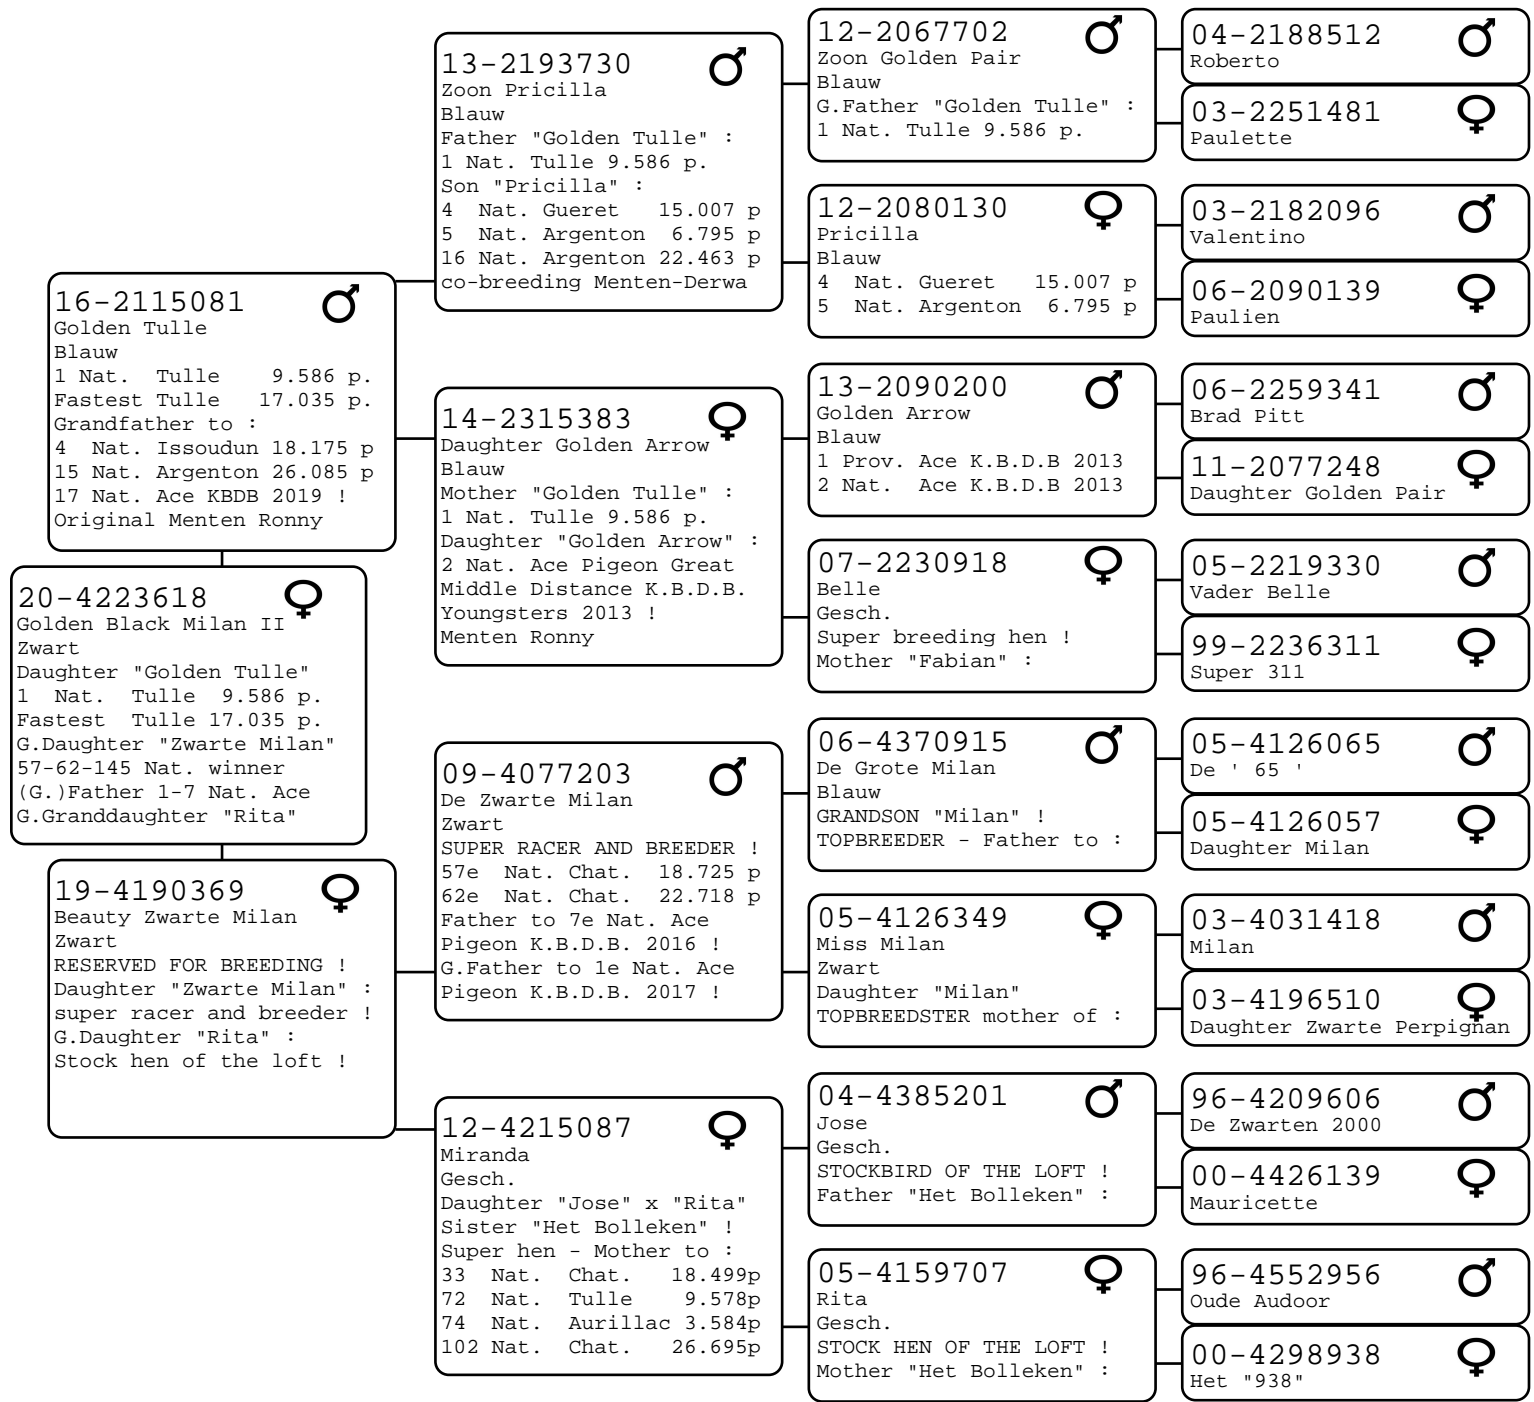 20-4223618
Golden Black Milan II
Zwart
Daughter "Golden Tulle"
1  Nat.  Tulle  9.586 p.
Fastest  Tulle 17.035 p.
G.Daughter "Zwarte Milan"
57-62-145 Nat. winner
(G.)Father 1-7 Nat. Ace
G.Granddaughter "Rita"
16-2115081
Golden Tulle
Blauw
1 Nat.  Tulle    9.586 p.
Fastest Tulle   17.035 p.
Grandfather to :
4  Nat. Issoudun 18.175 p
15 Nat. Argenton 26.085 p
17 Nat. Ace KBDB 2019 !
Original Menten Ronny
19-4190369
Beauty Zwarte Milan
Zwart
RESERVED FOR BREEDING !
Daughter "Zwarte Milan" :
super racer and breeder !
G.Daughter "Rita" :
Stock hen of the loft !
13-2193730
Zoon Pricilla
Blauw
Father "Golden Tulle" :
1 Nat. Tulle 9.586 p.
Son "Pricilla" :
4  Nat. Gueret   15.007 p
5  Nat. Argenton  6.795 p
16 Nat. Argenton 22.463 p
co-breeding Menten-Derwa
14-2315383
Daughter Golden Arrow
Blauw
Mother "Golden Tulle" :
1 Nat. Tulle 9.586 p.
Daughter "Golden Arrow" :
2 Nat. Ace Pigeon Great
Middle Distance K.B.D.B.
Youngsters 2013 !
Menten Ronny
09-4077203
De Zwarte Milan
Zwart
SUPER RACER AND BREEDER !
57e  Nat. Chat.  18.725 p
62e  Nat. Chat.  22.718 p
Father to 7e Nat. Ace
Pigeon K.B.D.B. 2016 !
G.Father to 1e Nat. Ace
Pigeon K.B.D.B. 2017 !
12-4215087
Miranda
Gesch.
Daughter "Jose" x "Rita"
Sister "Het Bolleken" !
Super hen - Mother to :
33  Nat.  Chat.   18.499p
72  Nat.  Tulle    9.578p
74  Nat.  Aurillac 3.584p
102 Nat.  Chat.   26.695p
12-2067702
Zoon Golden Pair
Blauw
G.Father "Golden Tulle" :
1 Nat. Tulle 9.586 p.
12-2080130
Pricilla
Blauw
4  Nat. Gueret   15.007 p
5  Nat. Argenton  6.795 p
13-2090200
Golden Arrow
Blauw
1 Prov. Ace K.B.D.B 2013
2 Nat.  Ace K.B.D.B 2013
07-2230918
Belle
Gesch.
Super breeding hen !
Mother "Fabian" :
06-4370915
De Grote Milan
Blauw
GRANDSON "Milan" !
TOPBREEDER - Father to :
05-4126349
Miss Milan
Zwart
Daughter "Milan"
TOPBREEDSTER mother of :
04-4385201
Jose
Gesch.
STOCKBIRD OF THE LOFT !
Father "Het Bolleken" :
05-4159707
Rita
Gesch.
STOCK HEN OF THE LOFT !
Mother "Het Bolleken" :
04-2188512
Roberto
03-2251481
Paulette
03-2182096
Valentino
06-2090139
Paulien
06-2259341
Brad Pitt
11-2077248
Daughter Golden Pair
05-2219330
Vader Belle
99-2236311
Super 311
05-4126065
De ' 65 '
05-4126057
Daughter Milan
03-4031418
Milan
03-4196510
Daughter Zwarte Perpignan
96-4209606
De Zwarten 2000
00-4426139
Mauricette
96-4552956
Oude Audoor
00-4298938
Het "938"